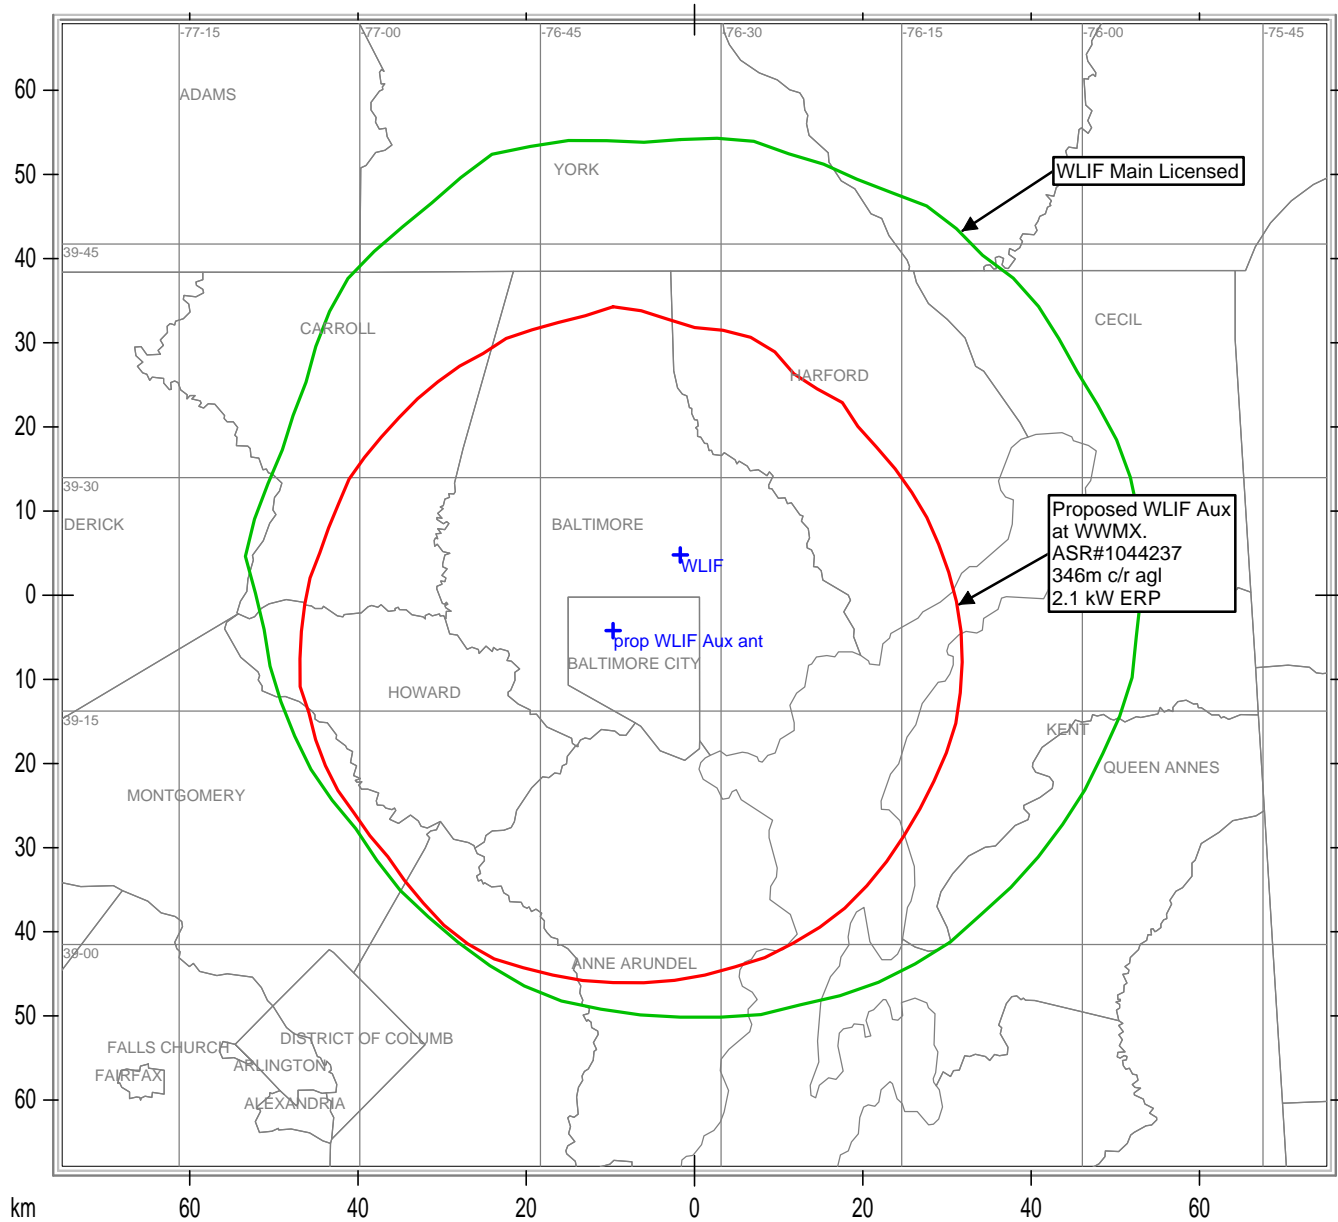 -77-15
-77-00
-76-45
-76-30
-76-15
-76-00
-75-45
60
ADAMS
50
YORK
WLIF Main Licensed
40
39-45
30
CARROLL
CECIL
HARFORD
20
39-30
10
DERICK
BALTIMORE
Proposed WLIF Aux
at WWMX.
ASR#1044237
346m c/r agl
2.1 kW ERP
WLIF
0
prop WLIF Aux ant
BALTIMORE CITY
10
HOWARD
39-15
KENT
20
QUEEN ANNES
MONTGOMERY
30
40
39-00
ANNE ARUNDEL
50
DISTRICT OF COLUMB
FALLS CHURCH
ARLINGTON
FAIRFAX
60
ALEXANDRIA
km
60
40
20
0
20
40
60